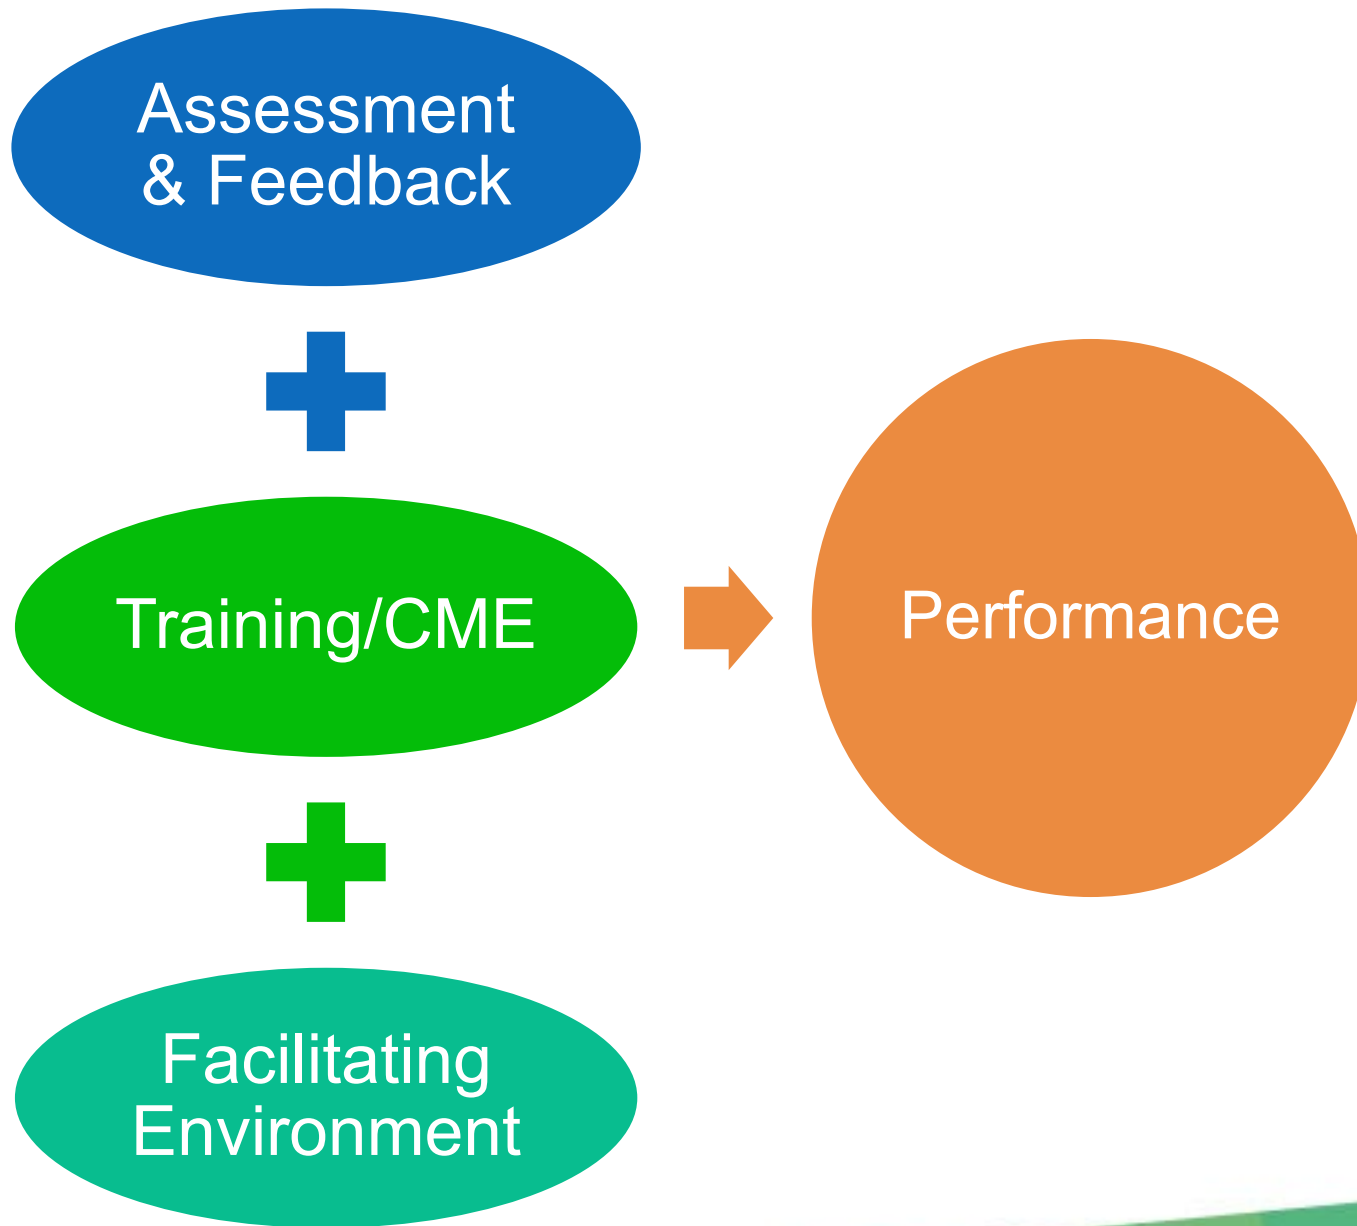 Assessment
& Feedback
Training/CME
Performance
Facilitating
Environment